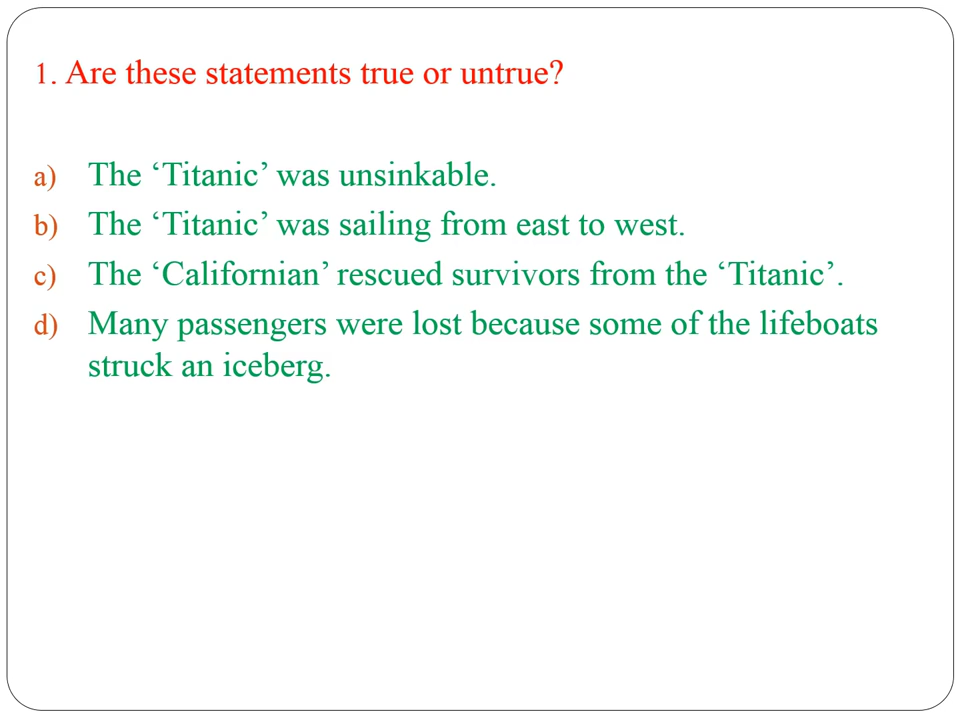 1. Are these statements true or untrue?
a) The ‘Titanic’ was unsinkable.
b) The ‘Titanic’ was sailing from east to west.
c) The ‘Californian’ rescued survivors from the ‘Titanic’.
d) Many passengers were lost because some of the lifeboats
struck an iceberg.